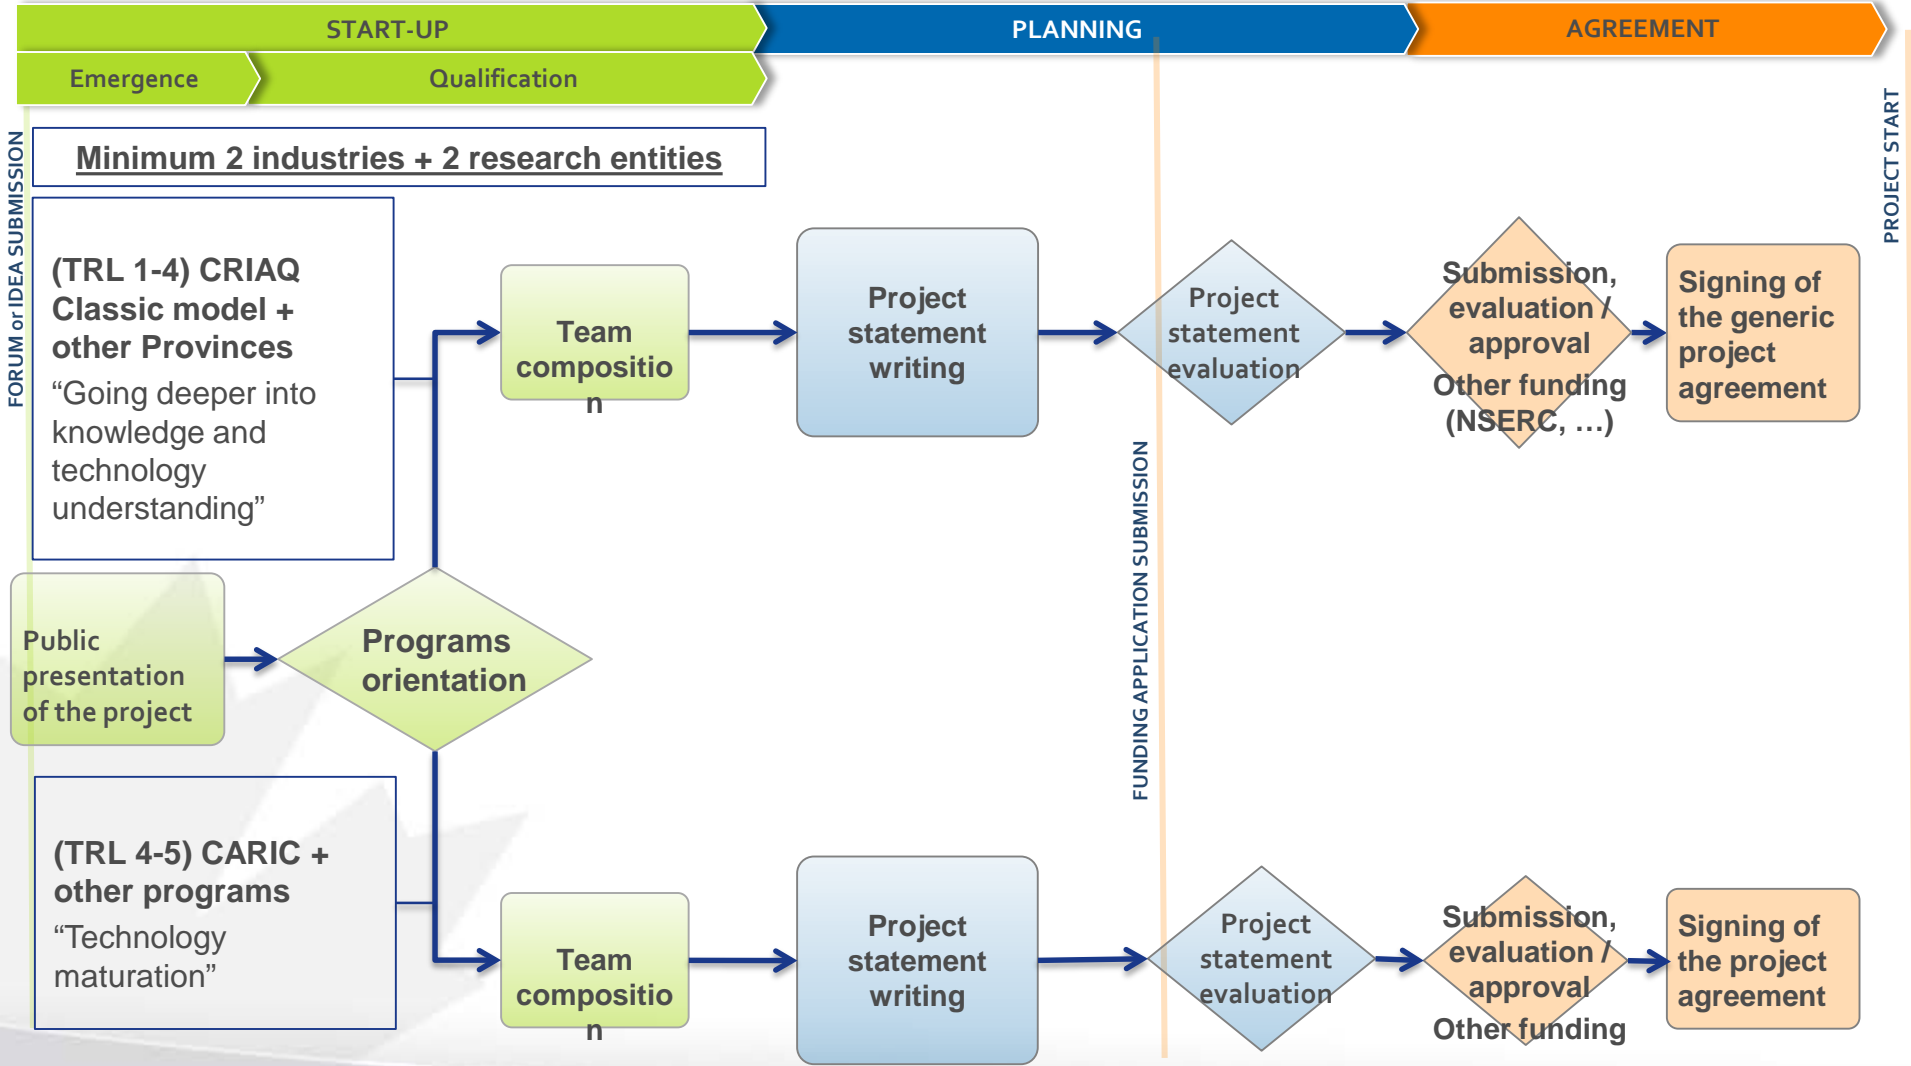 START-UP
PLANNING
AGREEMENT
Emergence
Qualification
FORUM or IDEA SUBMISSION
PROJECT START
Minimum 2 industries + 2 research entities
(TRL 1-4) CRIAQ
Classic model +
other Provinces
“Going deeper into
knowledge and
technology
understanding”
Team
compositio
n
Project
statement
writing
Project
statement
evaluation
Submission,
evaluation /
approval
Other funding
(NSERC, …)
Signing of
the generic
project
agreement
FUNDING APPLICATION SUBMISSION
Public
presentation
of the project
Programs
orientation
(TRL 4-5) CARIC +
other programs
“Technology
maturation”
Team
compositio
n
Project
statement
writing
Project
statement
evaluation
Submission,
evaluation /
approval
Other funding
Signing of
the project
agreement